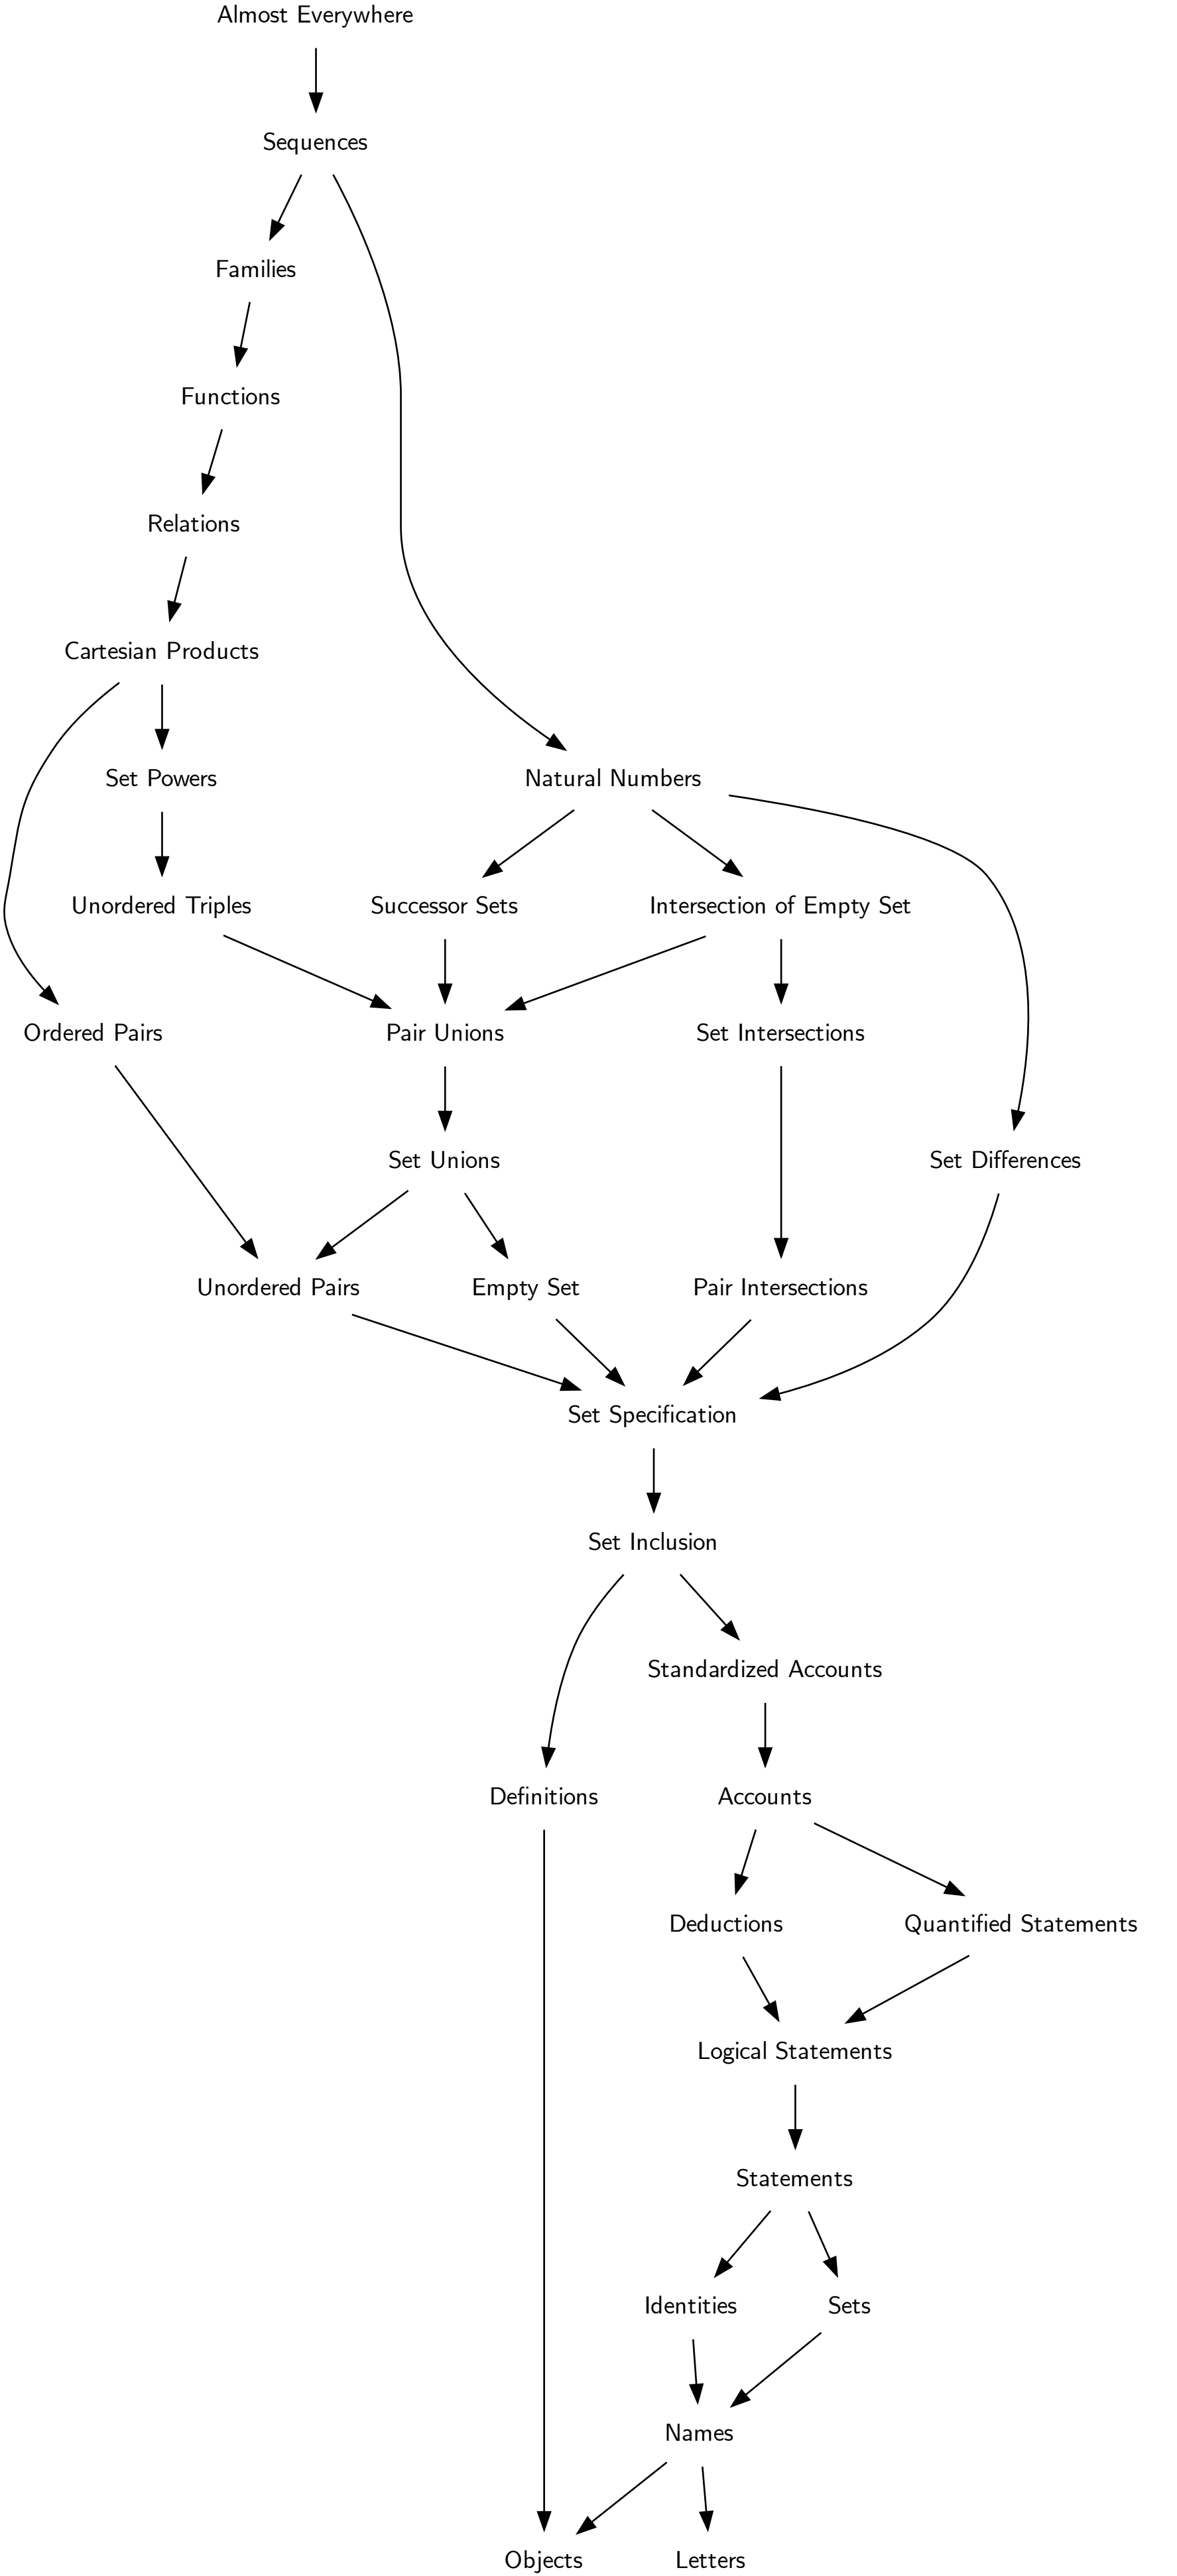 Almost Everywhere
Sequences
Families
Functions
Relations
Cartesian Products
Set Powers
Natural Numbers
Unordered Triples
Successor Sets
Intersection of Empty Set
Ordered Pairs
Pair Unions
Set Intersections
Set Unions
Set Differences
Unordered Pairs
Empty Set
Pair Intersections
Set Specification
Set Inclusion
Standardized Accounts
Definitions
Accounts
Deductions
Quantified Statements
Logical Statements
Statements
Identities
Sets
Names
Objects
Letters